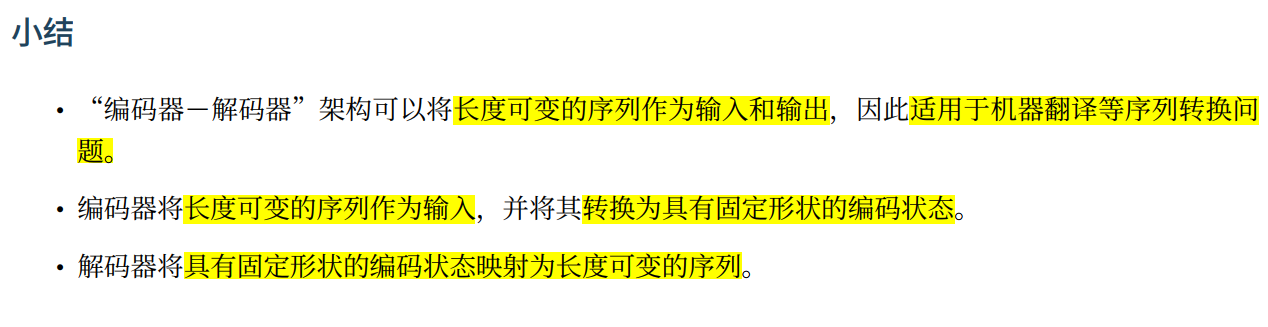 小结
• “编码器－解码器”架构可以将长度可变的序列作为输入和输出，因此适用于机器翻译等序列转换问
题。
• 编码器将长度可变的序列作为输入，并将其转换为具有固定形状的编码状态。
• 解码器将具有固定形状的编码状态映射为长度可变的序列。